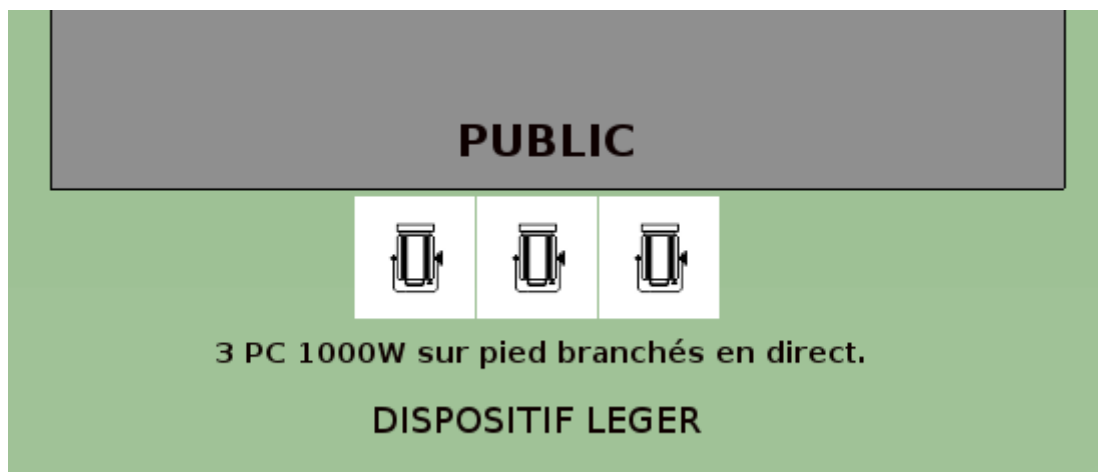 PUBLIC
3 PC 1000W sur pied branchés en direct.
DISPOSITIF LEGER